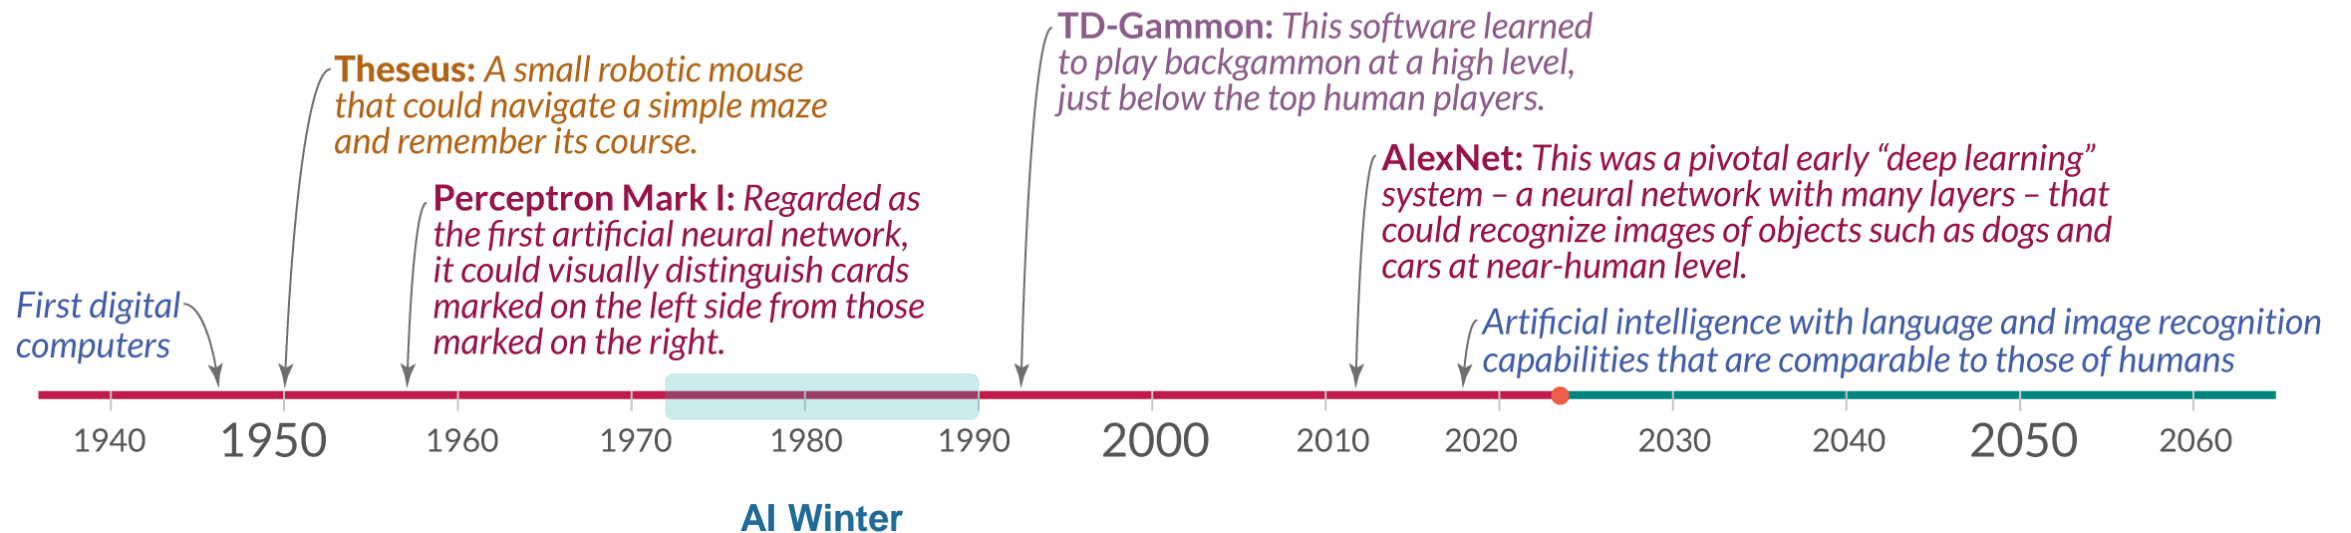 TD-Gammon: This software learned
to play backgammon at a high level,
just below the top human players.
Theseus: A small robotic mouse
that could navigate a simple maze
and remember its course.
AlexNet: This was a pivotal early “deep learning”
system – a neural network with many layers – that
could recognize images of objects such as dogs and
cars at near-human level.
Perceptron Mark I: Regarded as
the first artificial neural network,
it could visually distinguish cards
marked on the left side from those
marked on the right.
First digital
computers
Artificial intelligence with language and image recognition
capabilities that are comparable to those of humans
1940 1950 1960 1970 1980 1990 2000 2010 2020 2030 2040 2050 2060
AI Winter